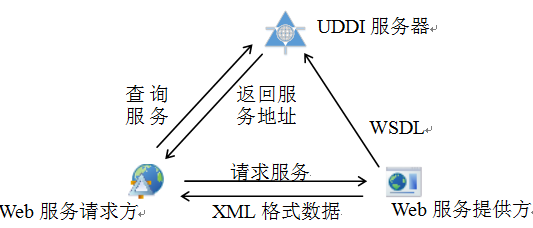 UDDI 服务器
查询
服务
返回服
务地址
WSDL
请求服务
Web 服务请求方
XML 格式数据
Web 服务提供方